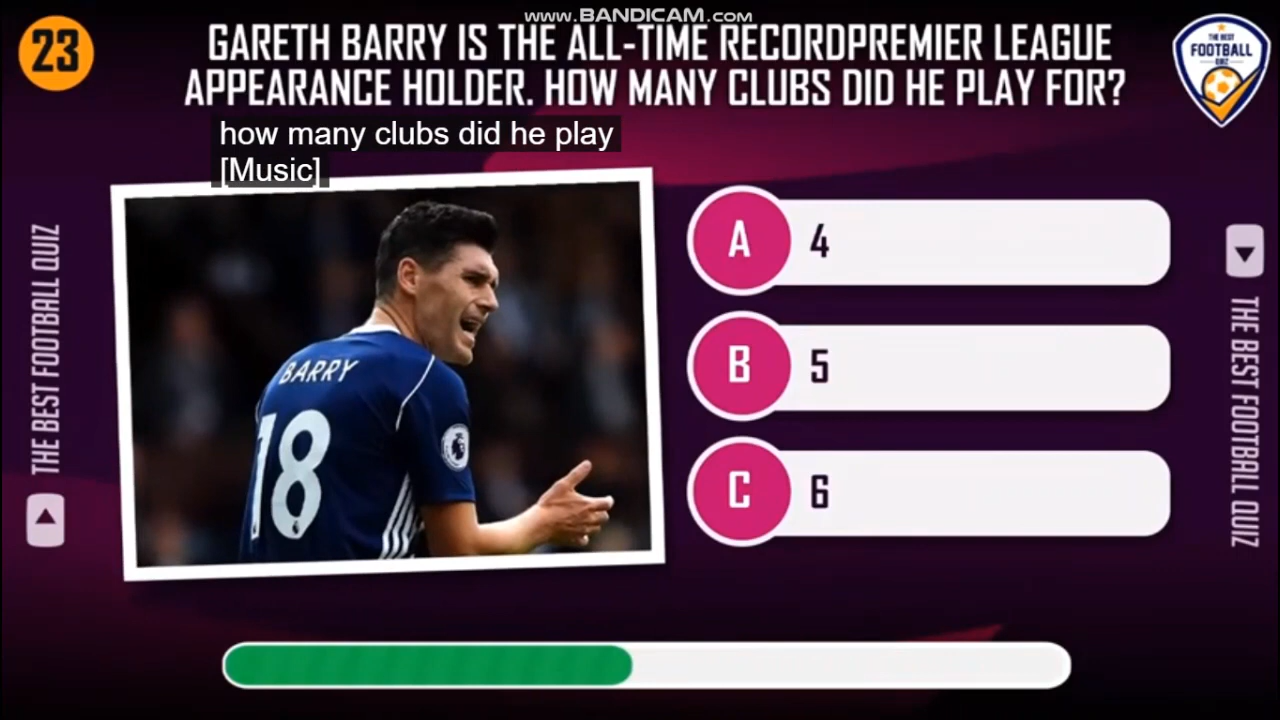 www.BANDICAM.com
23
GARETH BARRY IS THE ALL-TIME RECORDPREMIER LEAGUE
APPEARANCE HOLDER. HOW MANY CLUBS DID HE PLAY FOR?
THE BEST
FOOTBALL
QUIZ
how many clubs did he play
[Music]
BARRY
18
A 4
B 5
C 6
THE BEST FOOTBALL QUIZ
THE BEST FOOTBALL QUIZ